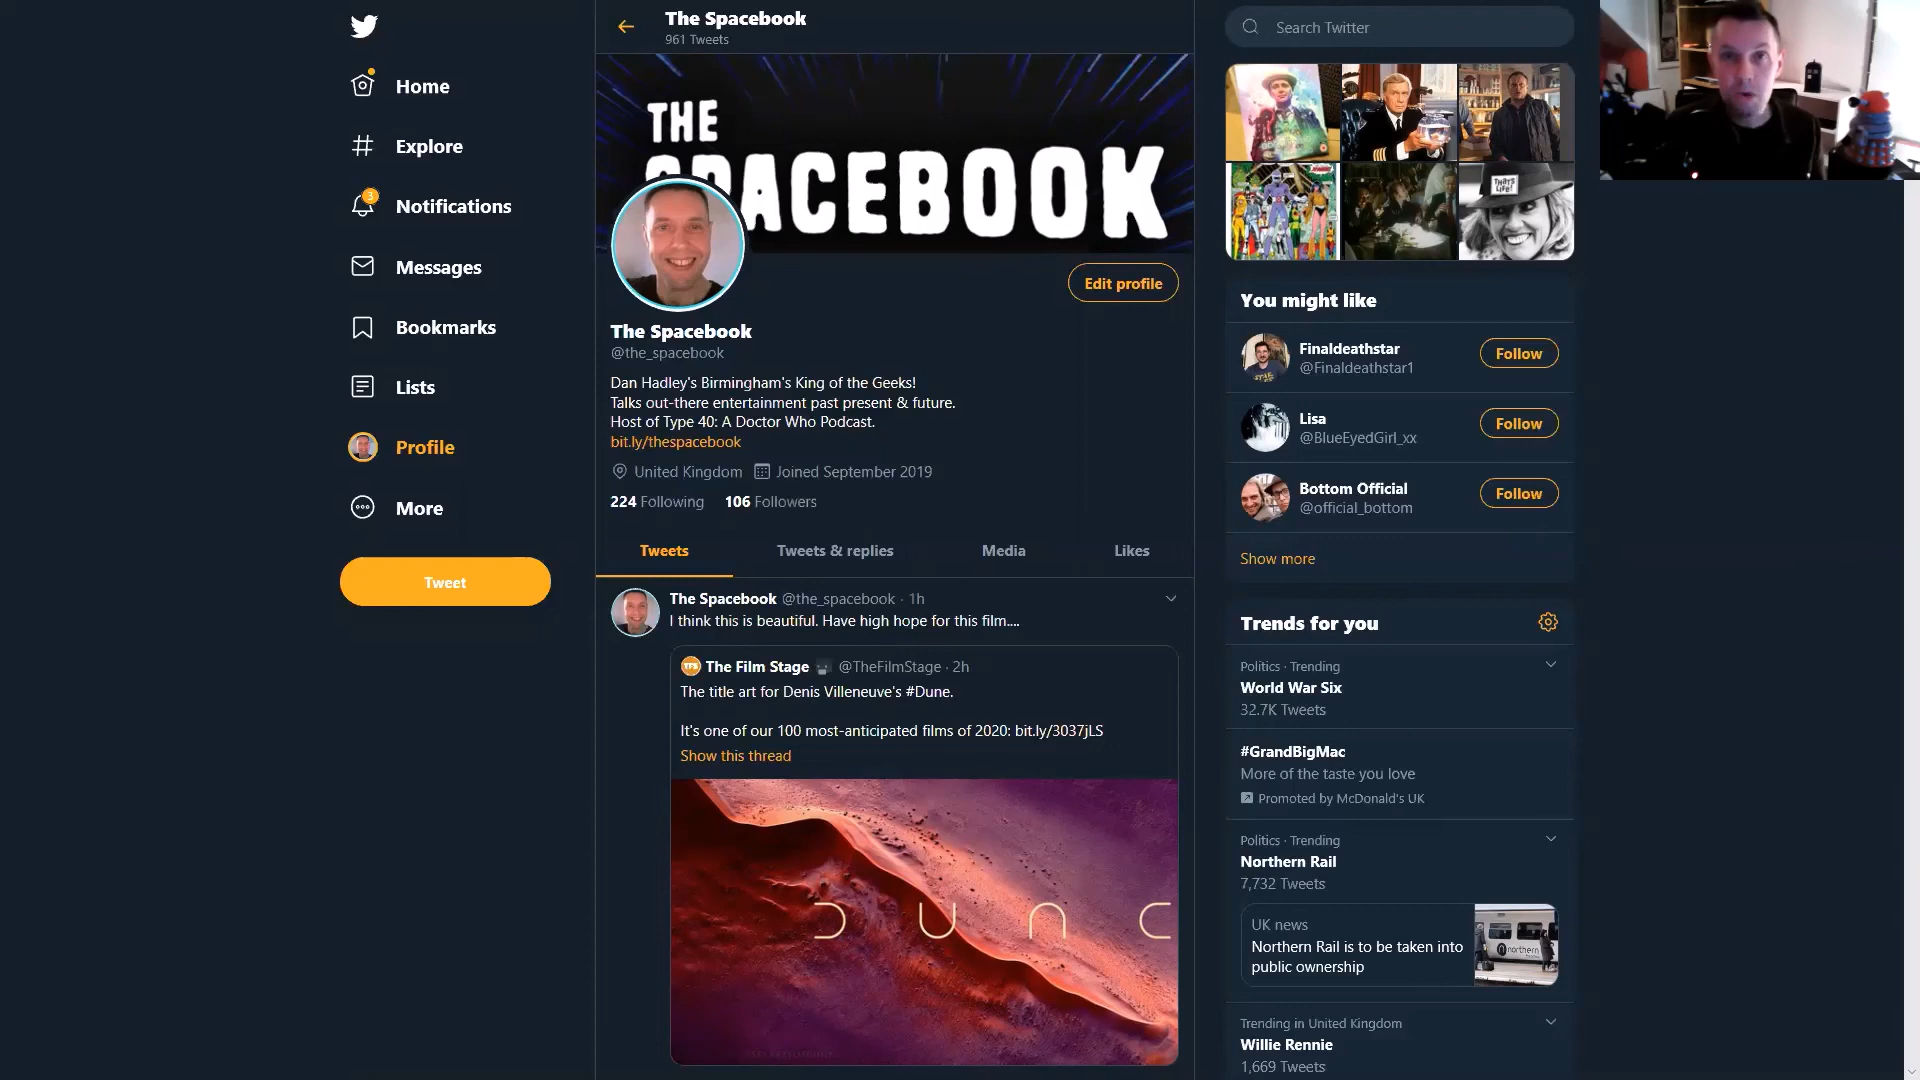 Home
Explore
3
Notifications
Messages
Bookmarks
Lists
Profile
More
Tweet
The Spacebook
961 Tweets
THE
SPACEBOOK
Edit profile
The Spacebook
@the_spacebook
Dan Hadley's Birmingham's King of the Geeks!
Talks out-there entertainment past present & future.
Host of Type 40: A Doctor Who Podcast.
bit.ly/thespacebook
United Kingdom Joined September 2019
224 Following 106 Followers
Tweets Tweets & replies Media Likes
The Spacebook @the_spacebook · 1h
I think this is beautiful. Have high hope for this film....
TFS The Film Stage @TheFilmStage · 2h
The title art for Denis Villeneuve's #Dune.
It's one of our 100 most-anticipated films of 2020: bit.ly/3037jLS
Show this thread
DUNC
Search Twitter
THATS
LIFE!
You might like
Finaldeathstar
@Finaldeathstar1
Follow
Lisa
@BlueEyedGirl_xx
Follow
Bottom Official
@official_bottom
Follow
Show more
Trends for you
Politics · Trending
World War Six
32.7K Tweets
#GrandBigMac
More of the taste you love
Promoted by McDonald's UK
Politics · Trending
Northern Rail
7,732 Tweets
UK news
Northern Rail is to be taken into
public ownership
northern
Trending in United Kingdom
Willie Rennie
1,669 Tweets